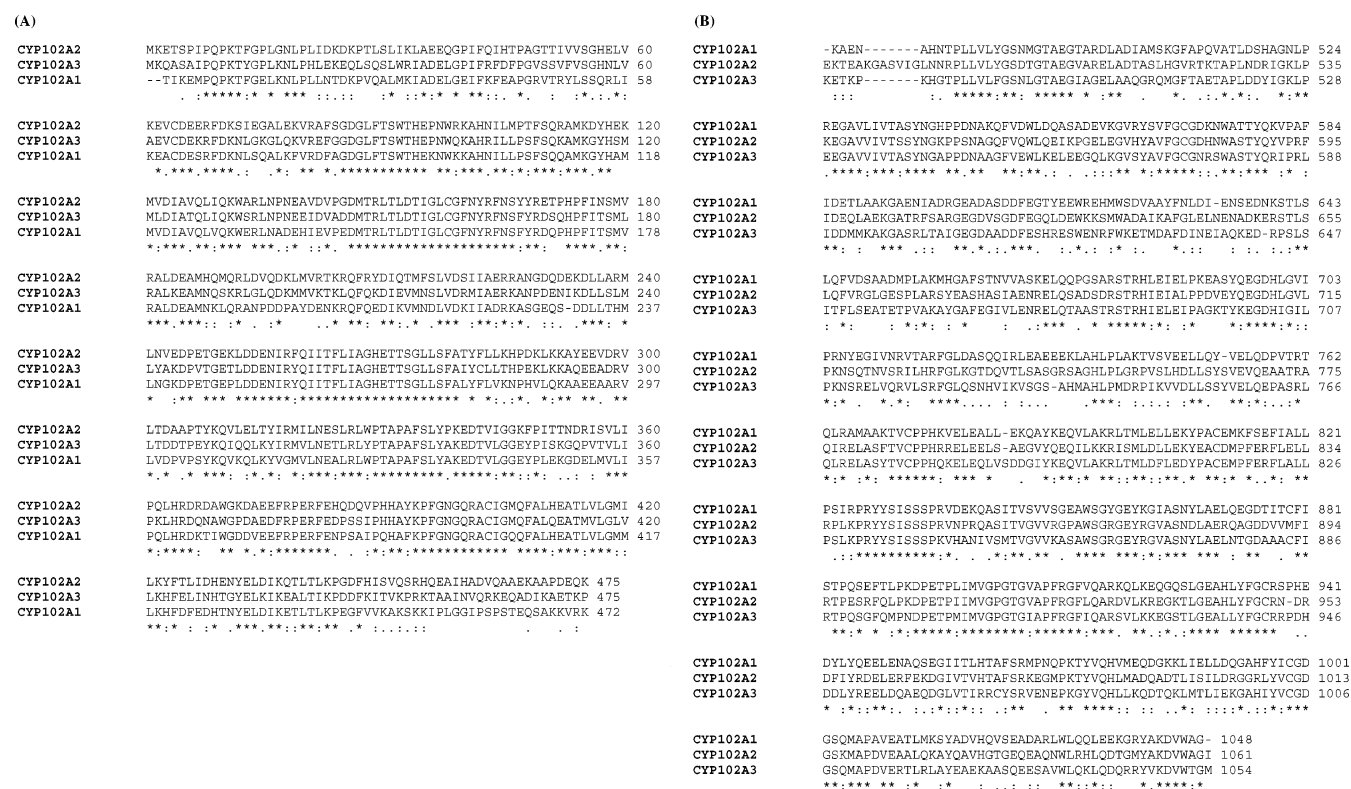 (A)
CYP102A2 MKETSPIPQPKTFGPLGNLPLIDKDKPTLSLIKLAEEQGPIFQIHTPAGTTIVVSGHELV 60
CYP102A3 MKQASAIPQPKTYGPLKNLPHLEKEQLSQSLWRIADELGPIFRFDFPGVSSVFVSGHNLV 60
CYP102A1 --TIKEMPQPKTFGELKNLPLLNTDKPVQALMKIADELGEIFKFEAPGRVTRYLSSQRLI 58
. :*****:* * *** ::.:: :* ::*:* * **::. *. : :*.:.*:
CYP102A2 KEVCDEERFDKSIEGALEKVRAFSGDGLFTSWTHEPNWRKAHNILMPTFSQRAMKDYHEK 120
CYP102A3 AEVCDEKRFDKNLGKGLQKVREFGGDGLFTSWTHEPNWQKAHRILLPSFSQKAMKGYHSM 120
CYP102A1 KEACDESRFDKNLSQALKFVRDFAGDGLFTSWTHEKNWKKAHNILLPSFSQQAMKGYHAM 118
*.***.****.: .*: ** *.*********** **:***.**:*:***:***.**
CYP102A2 MVDIAVQLIQKWARLNPNEAVDVPGDMTRLTLDTIGLCGFNYRFNSYYRETPHPFINSMV 180
CYP102A3 MLDIATQLIQKWSRLNPNEEIDVADDMTRLTLDTIGLCGFNYRFNSFYRDSQHPFITSML 180
CYP102A1 MVDIAVQLVQKWERLNADEHIEVPEDMTRLTLDTIGLCGFNYRFNSFYRDQPHPFITSMV 178
*:***.**:*** ***.:* ::*. *********************:**: ****.**:
CYP102A2 RALDEAMHQMQRLDVQDKLMVRTKRQFRYDIQTMFSLVDSIIAERRANGDQDEKDLLARM 240
CYP102A3 RALKEAMNQSKRLGLQDKMMVKTKLQFQKDIEVMNSLVDRMIAERKANPDENIKDLLSLM 240
CYP102A1 RALDEAMNKLQRANPDDPAYDENKRQFQEDIKVMNDLVDKIIADRKASGEQS-DDLLTHM 237
***.***:: :* . :* .* **: **:.* .*** :**:*:*. ::. .***: *
CYP102A2 LNVEDPETGEKLDDENIRFQIITFLIAGHETTSGLLSFATYFLLKHPDKLKKAYEEVDRV 300
CYP102A3 LYAKDPVTGETLDDENIRYQIITFLIAGHETTSGLLSFAIYCLLTHPEKLKKAQEEADRV 300
CYP102A1 LNGKDPETGEPLDDENIRYQIITFLIAGHETTSGLLSFALYFLVKNPHVLQKAAEEAARV 297
* :** *** *******:******************** * *:.:*. *:** **. **
CYP102A2 LTDAAPTYKQVLELTYIRMILNESLRLWPTAPAFSLYPKEDTVIGGKFPITTNDRISVLI 360
CYP102A3 LTDDTPEYKQIQQLKYIRMVLNETLRLYPTAPAFSLYAKEDTVLGGEYPISKGQPVTVLI 360
CYP102A1 LVDPVPSYKQVKQLKYVGMVLNEALRLWPTAPAFSLYAKEDTVLGGEYPLEKGDELMVLI 357
*.* .* ***: :*.*: *:***:***:*********.*****:**::*: ..: : ***
CYP102A2 PQLHRDRDAWGKDAEEFRPERFEHQDQVPHHAYKPFGNGQRACIGMQFALHEATLVLGMI 420
CYP102A3 PKLHRDQNAWGPDAEDFRPERFEDPSSIPHHAYKPFGNGQRACIGMQFALQEATMVLGLV 420
CYP102A1 PQLHRDKTIWGDDVEEFRPERFENPSAIPQHAFKPFGNGQRACIGQQFALHEATLVLGMM 417
*:****: ** *.*:*******. . :*:**:************ ****:***:***::
CYP102A2 LKYFTLIDHENYELDIKQTLTLKPGDFHISVQSRHQEAIHADVQAAEKAAPDEQK 475
CYP102A3 LKHFELINHTGYELKIKEALTIKPDDFTITVKPRKTAAINVQRKEQADIKAETKP 475
CYP102A1 LKHFDFEDHTNYELDIKETLTLKPEGFVVKAKSKKIPLGGIPSPSTEQSAKKVRK 472
**:* : :* .***.**::**:** .* :..:.:: . . :
(B)
CYP102A1 -KAEN-------AHNTPLLVLYGSNMGTAEGTARDLADIAMSKGFAPQVATLDSHAGNLP 524
CYP102A2 EKTEAKGASVIGLNNRPLLVLYGSDTGTAEGVARELADTASLHGVRTKTAPLNDRIGKLP 535
CYP102A3 KETKP-------KHGTPLLVLFGSNLGTAEGIAGELAAQGRQMGFTAETAPLDDYIGKLP 528
::: :. *****:**: ***** * :** . *. .:.*.*:. *:**
CYP102A1 REGAVLIVTASYNGHPPDNAKQFVDWLDQASADEVKGVRYSVFGCGDKNWATTYQKVPAF 584
CYP102A2 KEGAVVIVTSSYNGKPPSNAGQFVQWLQEIKPGELEGVHYAVFGCGDHNWASTYQYVPRF 595
CYP102A3 EEGAVVIVTASYNGAPPDNAAGFVEWLKELEEGQLKGVSYAVFGCGNRSWASTYQRIPRL 588
.****:***:**** **.** **:**.: . .:::** *:*****::.**:*** :* :
CYP102A1 IDETLAAKGAENIADRGEADASDDFEGTYEEWREHMWSDVAAYFNLDI-ENSEDNKSTLS 643
CYP102A2 IDEQLAEKGATRFSARGEGDVSGDFEGQLDEWKKSMWADAIKAFGLELNENADKERSTLS 655
CYP102A3 IDDMMKAKGASRLTAIGEGDAADDFESHRESWENRFWKETMDAFDINEIAQKED-RPSLS 647
**: : *** .:: **.*.:.***. :.*.: :* :. *.:: :. :.:**
CYP102A1 LQFVDSAADMPLAKMHGAFSTNVVASKELQQPGSARSTRHLEIELPKEASYQEGDHLGVI 703
CYP102A2 LQFVRGLGESPLARSYEASHASIAENRELQSADSDRSTRHIEIALPPDVEYQEGDHLGVL 715
CYP102A3 ITFLSEATETPVAKAYGAFEGIVLENRELQTAASTRSTRHIELEIPAGKTYKEGDHIGIL 707
: *: : *:*: : * : .:*** . * *****:*: :* *:****:*::
CYP102A1 PRNYEGIVNRVTARFGLDASQQIRLEAEEEKLAHLPLAKTVSVEELLQY-VELQDPVTRT 762
CYP102A2 PKNSQTNVSRILHRFGLKGTDQVTLSASGRSAGHLPLGRPVSLHDLLSYSVEVQEAATRA 775
CYP102A3 PKNSRELVQRVLSRFGLQSNHVIKVSGS-AHMAHLPMDRPIKVVDLLSSYVELQEPASRL 766
*:* . *.*: ****.... : :... .***: :.:.: :**. **:*:..:*
CYP102A1 QLRAMAAKTVCPPHKVELEALL-EKQAYKEQVLAKRLTMLELLEKYPACEMKFSEFIALL 821
CYP102A2 QIRELASFTVCPPHRRELEELS-AEGVYQEQILKKRISMLDLLEKYEACDMPFERFLELL 834
CYP102A3 QLRELASYTVCPPHQKELEQLVSDDGIYKEQVLAKRLTMLDFLEDYPACEMPFERFLALL 826
*:* :*: ******: *** * . *:**:* **::**::**.* **:* *..*: **
CYP102A1 PSIRPRYYSISSSPRVDEKQASITVSVVSGEAWSGYGEYKGIASNYLAELQEGDTITCFI 881
CYP102A2 RPLKPRYYSISSSPRVNPRQASITVGVVRGPAWSGRGEYRGVASNDLAERQAGDDVVMFI 894
CYP102A3 PSLKPRYYSISSSPKVHANIVSMTVGVVKASAWSGRGEYRGVASNYLAELNTGDAAACFI 886
.::**********:*. . .*:**.** . **** ***:*:*** *** : ** . **
CYP102A1 STPQSEFTLPKDPETPLIMVGPGTGVAPFRGFVQARKQLKEQGQSLGEAHLYFGCRSPHE 941
CYP102A2 RTPESRFQLPKDPETPIIMVGPGTGVAPFRGFLQARDVLKREGKTLGEAHLYFGCRN-DR 953
CYP102A3 RTPQSGFQMPNDPETPMIMVGPGTGIAPFRGFIQARSVLKKEGSTLGEALLYFGCRRPDH 946
**:* * :*:*****:********:******:***. **.:*.:**** ****** ..
CYP102A1 DYLYQEELENAQSEGIITLHTAFSRMPNQPKTYVQHVMEQDGKKLIELLDQGAHFYICGD 1001
CYP102A2 DFIYRDELERFEKDGIVTVHTAFSRKEGMPKTYVQHLMADQADTLISILDRGGRLYVCGD 1013
CYP102A3 DDLYREELDQAEQDGLVTIRRCYSRVENEPKGYVQHLLKQDTQKLMTLIEKGAHIYVCGD 1006
* :*::**:. :.:*::*:: .:** . ** ****:: :: ..*: ::::*.::*:***
CYP102A1 GSQMAPAVEATLMKSYADVHQVSEADARLWLQQLEEKGRYAKDVWAG- 1048
CYP102A2 GSKMAPDVEAALQKAYQAVHGTGEQEAQNWLRHLQDTGMYAKDVWAGI 1061
CYP102A3 GSQMAPDVERTLRLAYEAEKAASQEESAVWLQKLQDQRRYVKDVWTGM 1054
**:*** ** :* :* : .: :: **::*:: *.****:*